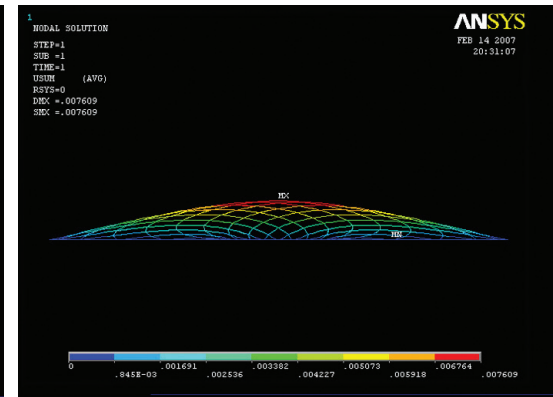 1
NODAL SOLUTION
STEP=1
SUB =1
TIME=1
USUM (AVG)
RSYS=0
DMX =.007609
SMX =.007609
ANSYS
FEB 14 2007
20:31:07
MX
MN
0 .001691 .003382 .005073 .006764
.845E-03 .002536 .004227 .005918 .007609